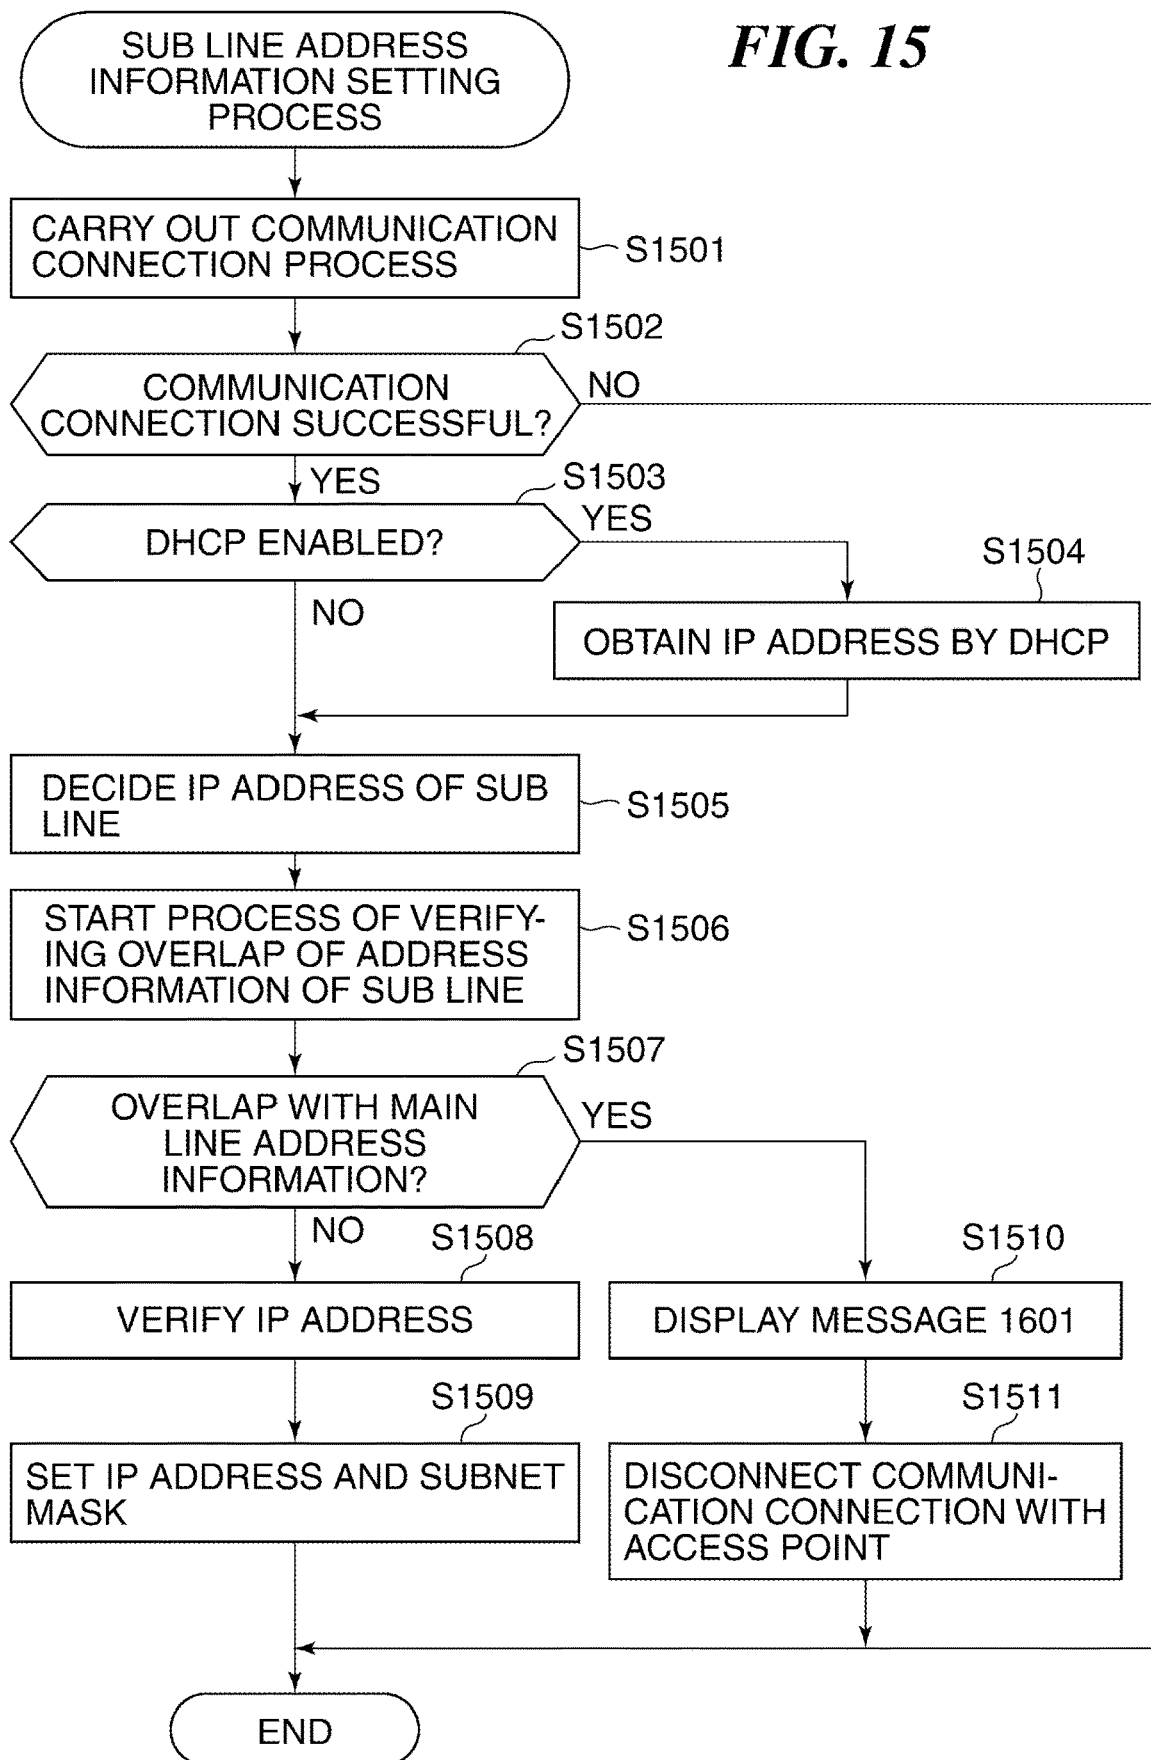 FIG. 15
SUB LINE ADDRESS
INFORMATION SETTING
PROCESS
CARRY OUT COMMUNICATION
CONNECTION PROCESS
S1501
S1502
COMMUNICATION
CONNECTION SUCCESSFUL?
NO
YES
S1503
DHCP ENABLED?
YES
NO
S1504
OBTAIN IP ADDRESS BY DHCP
DECIDE IP ADDRESS OF SUB
LINE
S1505
START PROCESS OF VERIFY-
ING OVERLAP OF ADDRESS
INFORMATION OF SUB LINE
S1506
S1507
OVERLAP WITH MAIN
LINE ADDRESS
INFORMATION?
YES
NO
S1508
VERIFY IP ADDRESS
S1510
DISPLAY MESSAGE 1601
S1509
SET IP ADDRESS AND SUBNET
MASK
S1511
DISCONNECT COMMUNI-
CATION CONNECTION WITH
ACCESS POINT
END